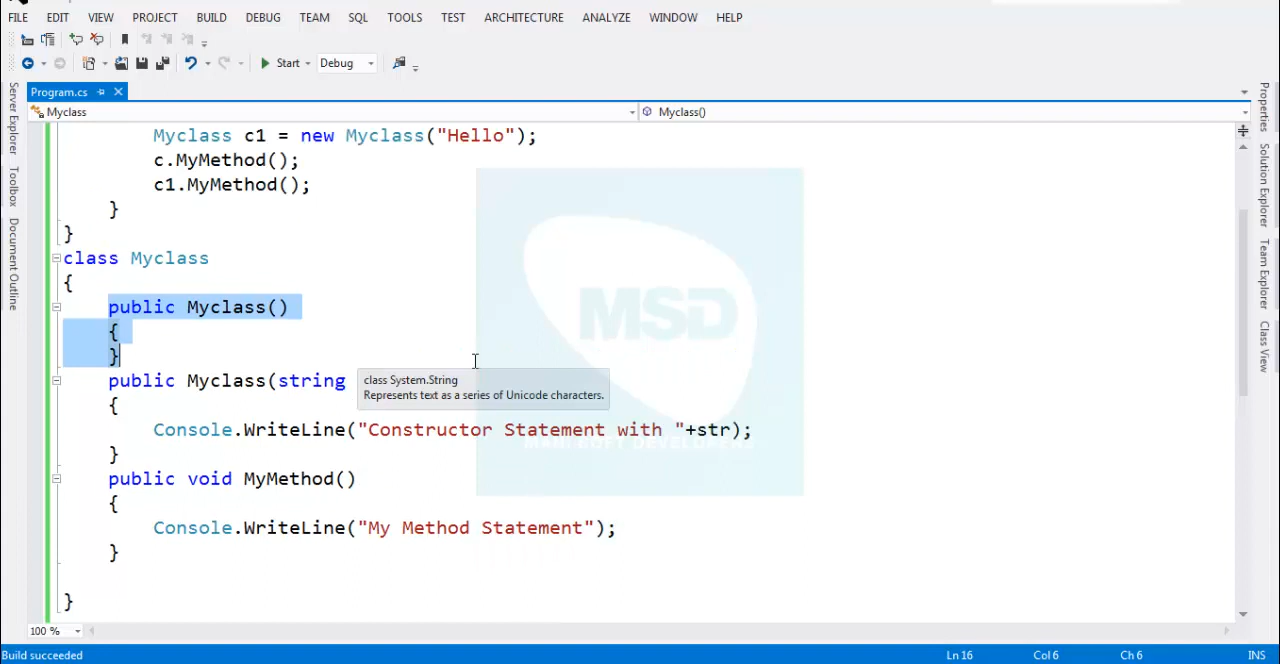 FILE EDIT VIEW PROJECT BUILD DEBUG TEAM SQL TOOLS TEST ARCHITECTURE ANALYZE WINDOW HELP
Start Debug
Program.cs
Myclass Myclass()
Myclass c1 = new Myclass("Hello");
c.MyMethod();
c1.MyMethod();
}
}
class Myclass
{
public Myclass()
{
}
public Myclass(string
class System.String
Represents text as a series of Unicode characters.
{
Console.WriteLine("Constructor Statement with "+str);
}
public void MyMethod()
{
Console.WriteLine("My Method Statement");
}
}
MSD
100 %
Build succeeded Ln 16 Col 6 Ch 6 INS
Server Explorer
Toolbox
Document Outline
Properties
Solution Explorer
Team Explorer
Class View